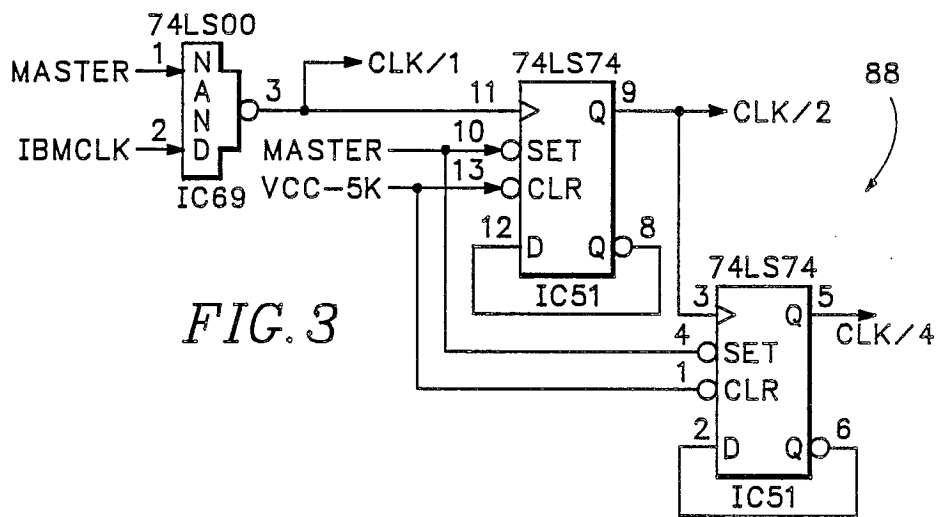 74LS00
1
MASTER
NAND
3
CLK/1
2
IBMCLK
IC69
74LS74
11
Q
9
CLK/2
88
MASTER
10
SET
VCC-5K
13
CLR
12
D
Q
8
IC51
74LS74
3
Q
5
CLK/4
4
SET
1
CLR
2
D
Q
6
IC51
FIG. 3